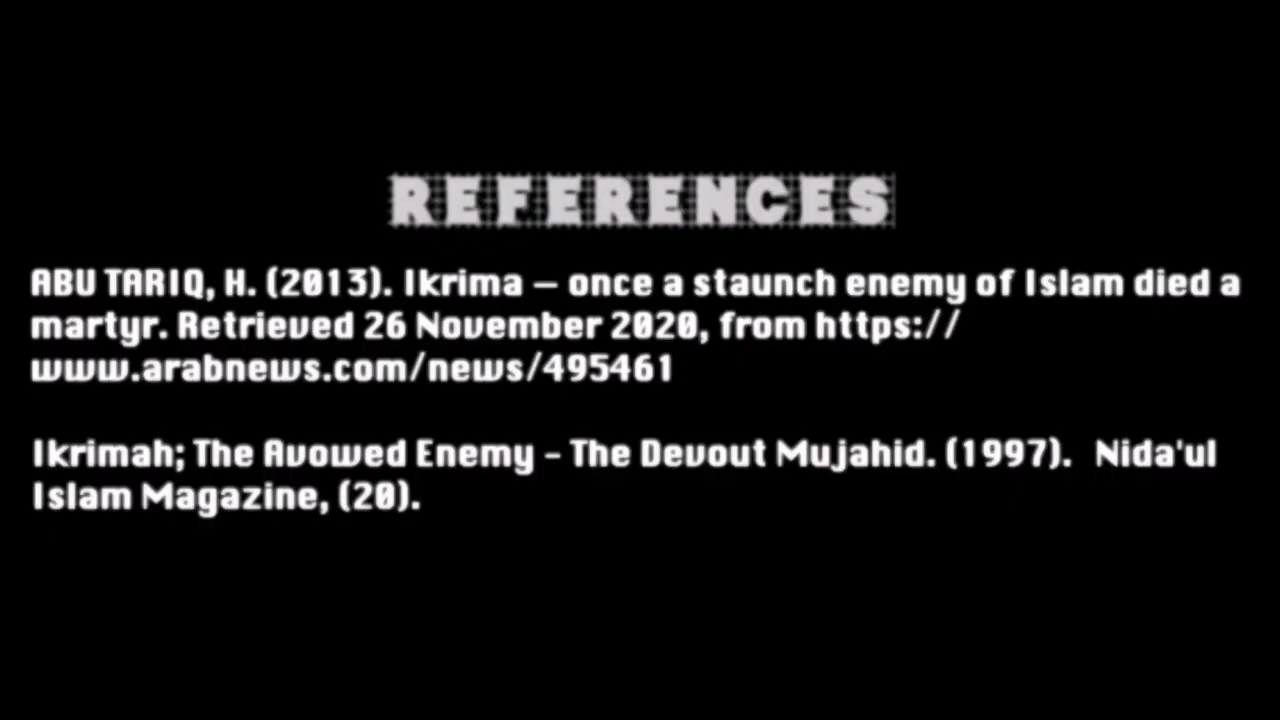 REFERENCES
ABU TARIQ, H. (2013). Ikrima – once a staunch enemy of Islam died a
martyr. Retrieved 26 November 2020, from https://
www.arabnews.com/news/495461
Ikrimah; The Avowed Enemy - The Devout Mujahid. (1997).  Nida'ul
Islam Magazine, (20).